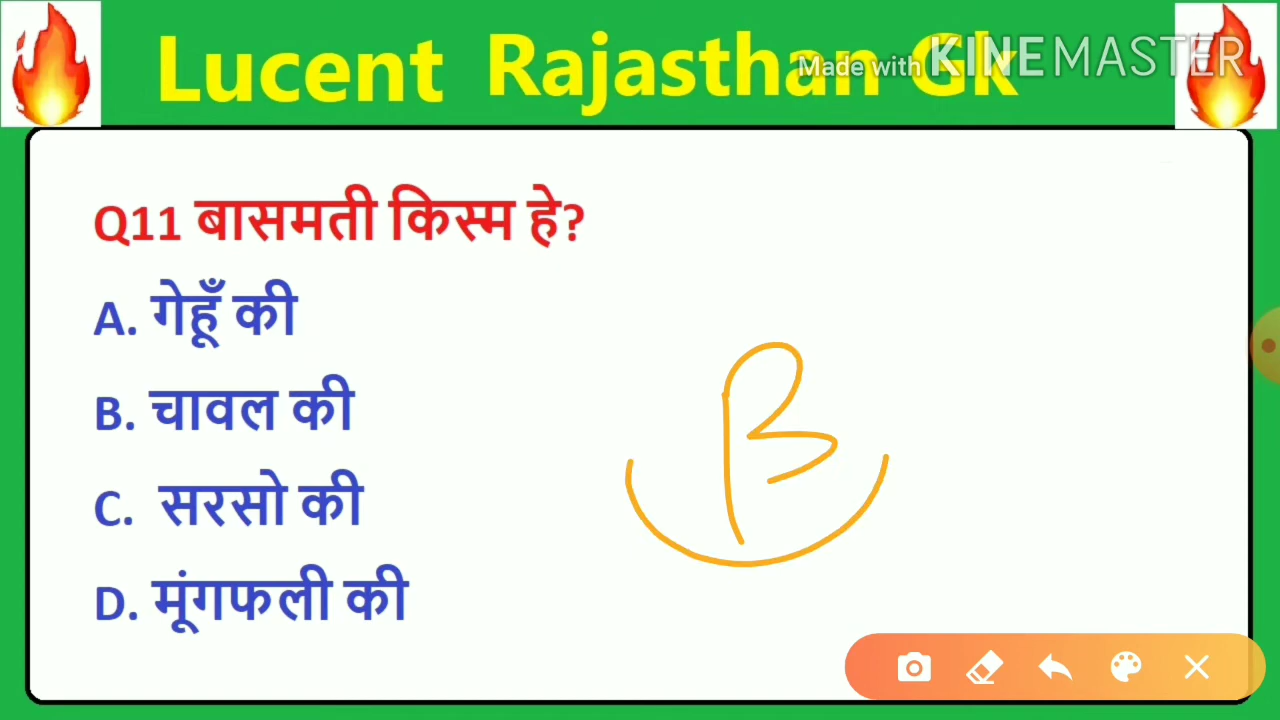 Lucent Rajasthan Gk
Made with KINEMASTER
Q11 बासमती किस्म हे?
A. गेहूँ की
B. चावल की
C. सरसो की
D. मूंगफली की
B